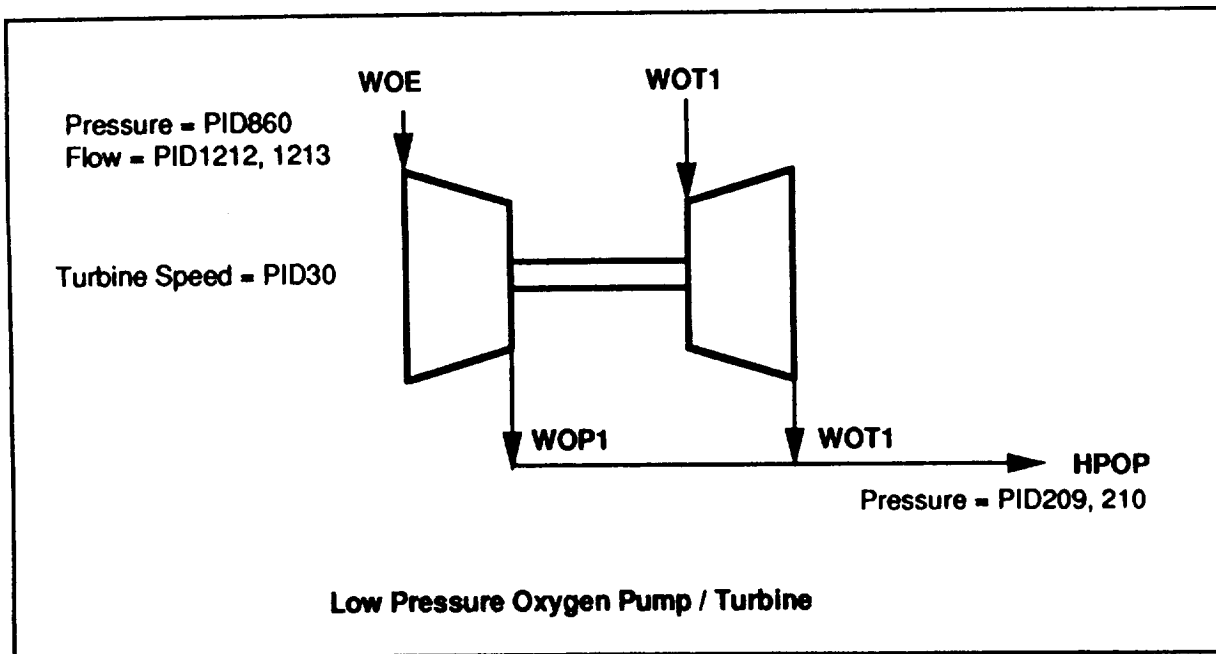 WOE
WOT1
Pressure = PID860
Flow = PID1212, 1213
Turbine Speed = PID30
WOP1
WOT1
HPOP
Pressure = PID209, 210
Low Pressure Oxygen Pump / Turbine